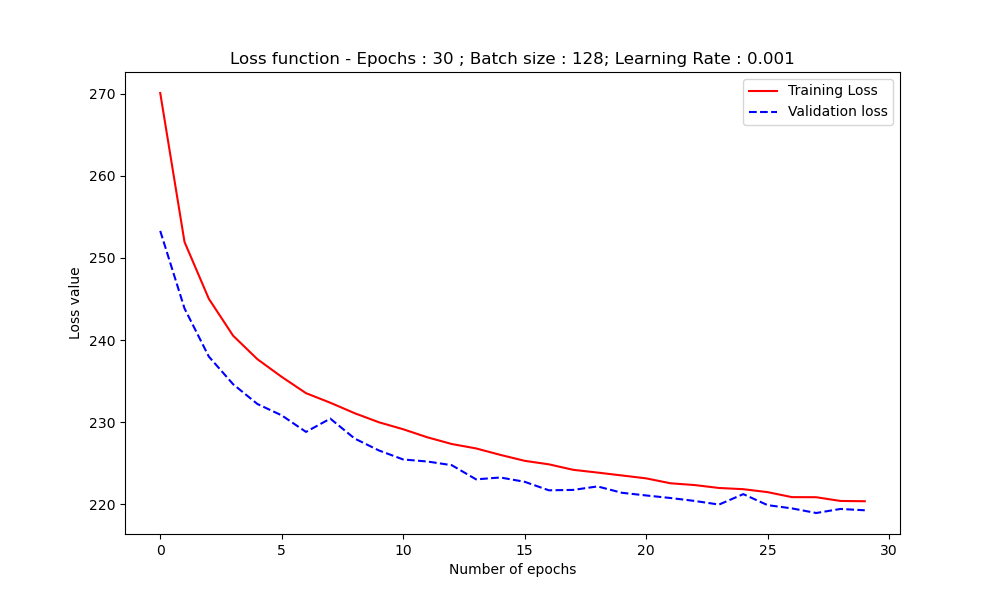 Loss function - Epochs : 30 ; Batch size : 128; Learning Rate : 0.001
Training Loss
Validation loss
270
260
250
240
230
220
Loss value
0 5 10 15 20 25 30
Number of epochs